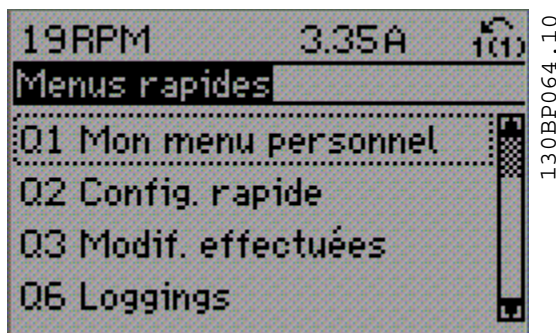 19RPM 3.35A 1(1)
Menus rapides
Q1 Mon menu personnel
Q2 Config. rapide
Q3 Modif. effectuées
Q6 Loggings
130BP064.10